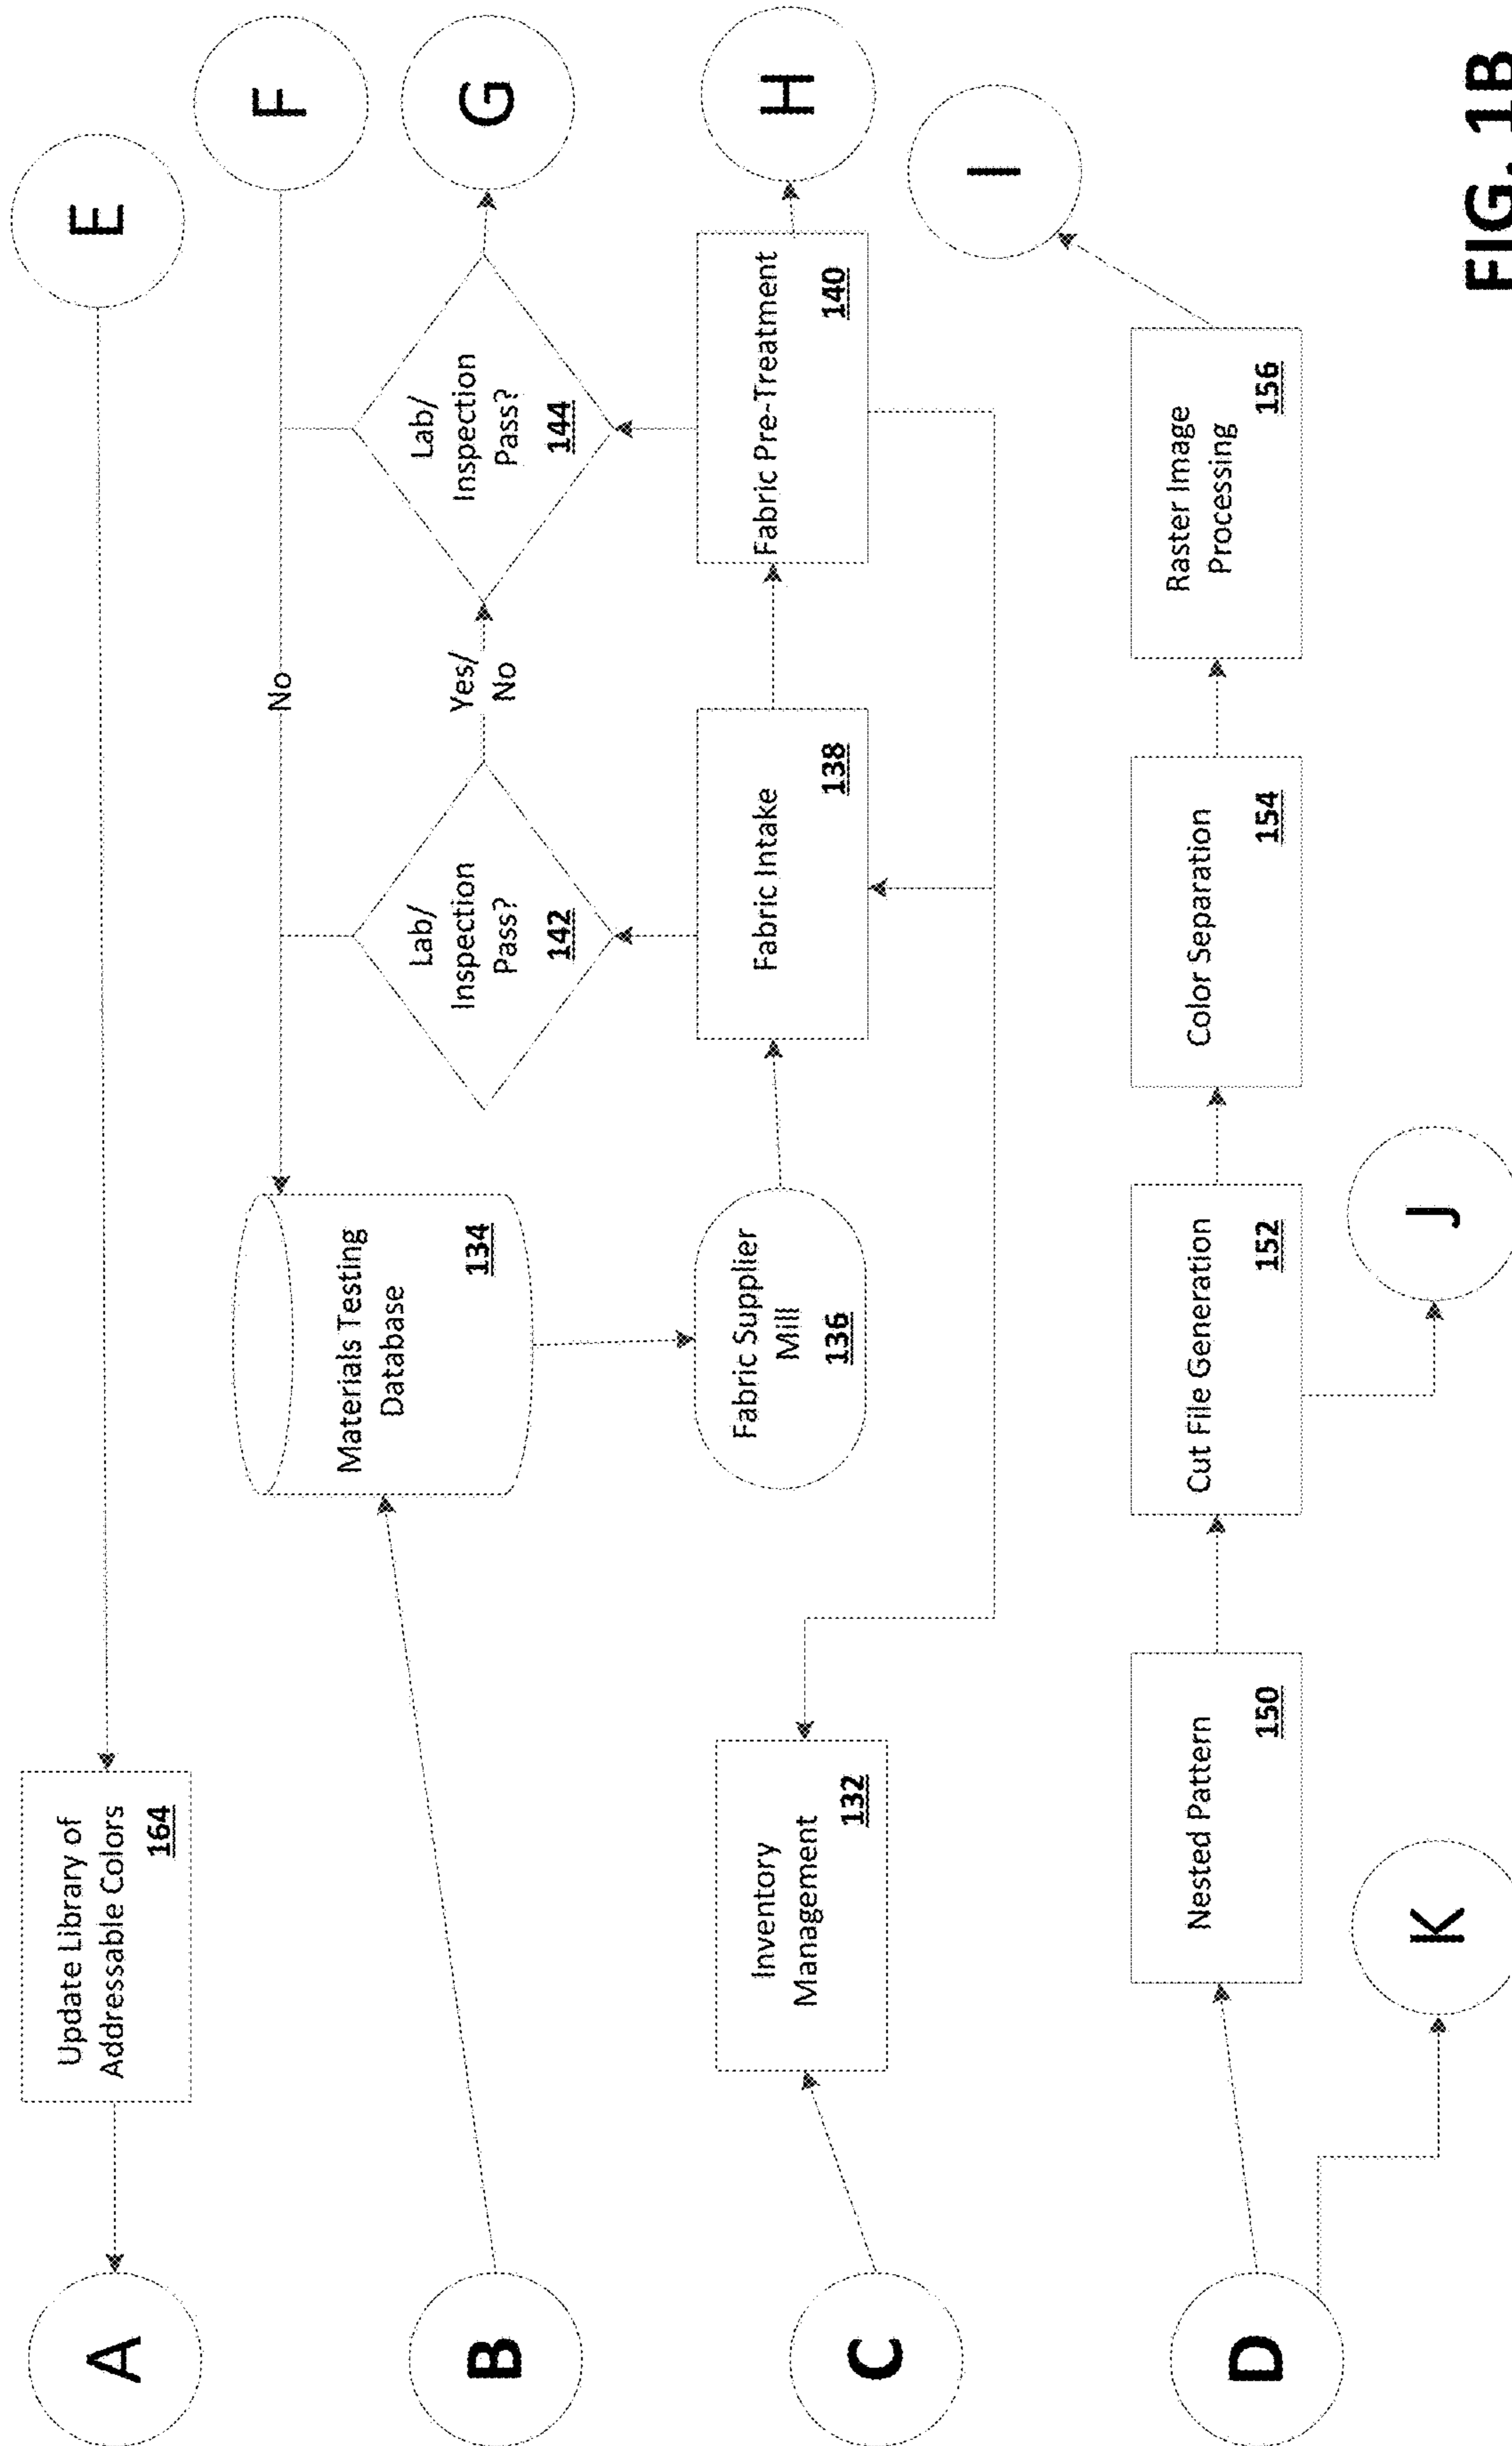 A
Update Library of
Addressable Colors
164
E
F
No
B
Materials Testing
Database
134
Lab/
Inspection
Pass?
142
Yes/
No
Lab/
Inspection
Pass?
144
G
C
Inventory
Management
132
Fabric Supplier
Mill
136
Fabric Intake
138
Fabric Pre-Treatment
140
H
I
D
Nested Pattern
150
Cut File Generation
152
Color Separation
154
Raster Image
Processing
156
K
J
FIG. 1B